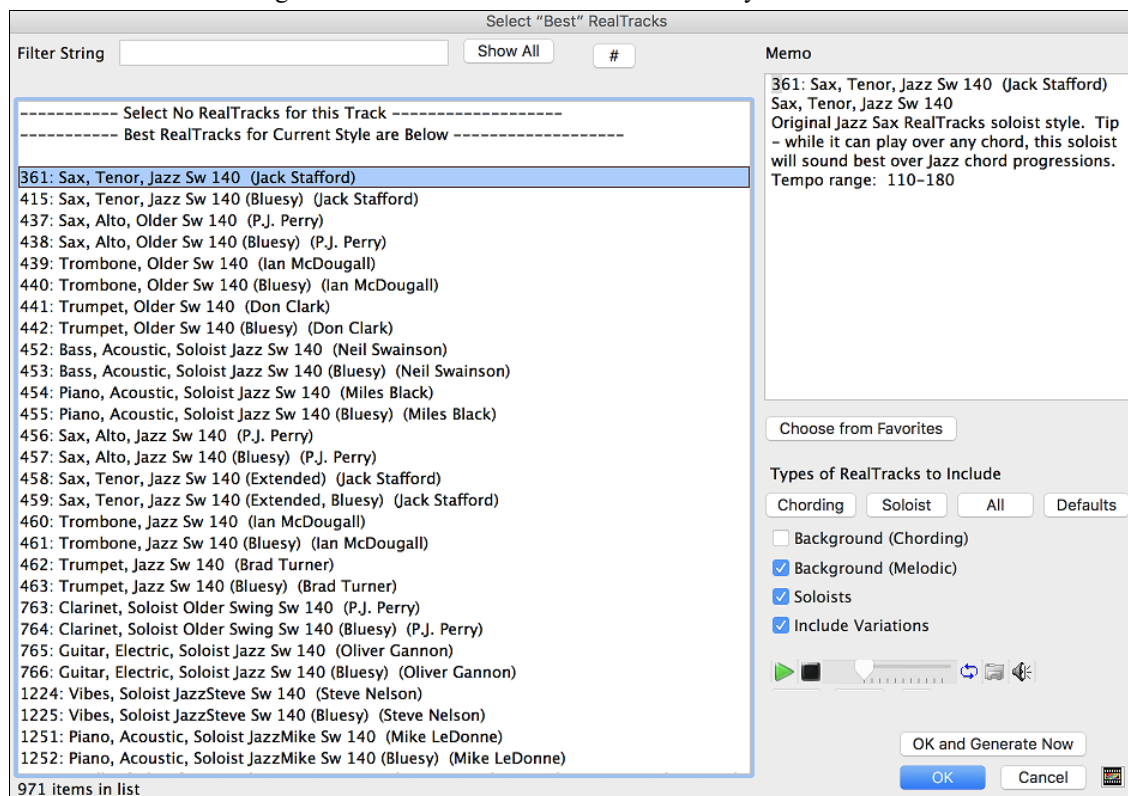 Select “Best” RealTracks
Filter String
Show All
#
----------- Select No RealTracks for this Track -------------------
----------- Best RealTracks for Current Style are Below -------------------
361: Sax, Tenor, Jazz Sw 140 (Jack Stafford)
415: Sax, Tenor, Jazz Sw 140 (Bluesy) (Jack Stafford)
437: Sax, Alto, Older Sw 140 (P.J. Perry)
438: Sax, Alto, Older Sw 140 (Bluesy) (P.J. Perry)
439: Trombone, Older Sw 140 (Ian McDougall)
440: Trombone, Older Sw 140 (Bluesy) (Ian McDougall)
441: Trumpet, Older Sw 140 (Don Clark)
442: Trumpet, Older Sw 140 (Bluesy) (Don Clark)
452: Bass, Acoustic, Soloist Jazz Sw 140 (Neil Swainson)
453: Bass, Acoustic, Soloist Jazz Sw 140 (Bluesy) (Neil Swainson)
454: Piano, Acoustic, Soloist Jazz Sw 140 (Miles Black)
455: Piano, Acoustic, Soloist Jazz Sw 140 (Bluesy) (Miles Black)
456: Sax, Alto, Jazz Sw 140 (P.J. Perry)
457: Sax, Alto, Jazz Sw 140 (Bluesy) (P.J. Perry)
458: Sax, Tenor, Jazz Sw 140 (Extended) (Jack Stafford)
459: Sax, Tenor, Jazz Sw 140 (Extended, Bluesy) (Jack Stafford)
460: Trombone, Jazz Sw 140 (Ian McDougall)
461: Trombone, Jazz Sw 140 (Bluesy) (Ian McDougall)
462: Trumpet, Jazz Sw 140 (Brad Turner)
463: Trumpet, Jazz Sw 140 (Bluesy) (Brad Turner)
763: Clarinet, Soloist Older Swing Sw 140 (P.J. Perry)
764: Clarinet, Soloist Older Swing Sw 140 (Bluesy) (P.J. Perry)
765: Guitar, Electric, Soloist Jazz Sw 140 (Oliver Gannon)
766: Guitar, Electric, Soloist Jazz Sw 140 (Bluesy) (Oliver Gannon)
1224: Vibes, Soloist JazzSteve Sw 140 (Steve Nelson)
1225: Vibes, Soloist JazzSteve Sw 140 (Bluesy) (Steve Nelson)
1251: Piano, Acoustic, Soloist JazzMike Sw 140 (Mike LeDonne)
1252: Piano, Acoustic, Soloist JazzMike Sw 140 (Bluesy) (Mike LeDonne)
971 items in list
Memo
361: Sax, Tenor, Jazz Sw 140 (Jack Stafford)
Sax, Tenor, Jazz Sw 140
Original Jazz Sax RealTracks soloist style. Tip
– while it can play over any chord, this soloist
will sound best over Jazz chord progressions.
Tempo range: 110-180
Choose from Favorites
Types of RealTracks to Include
Chording Soloist All Defaults
Background (Chording)
Background (Melodic)
Soloists
Include Variations
OK and Generate Now
OK Cancel